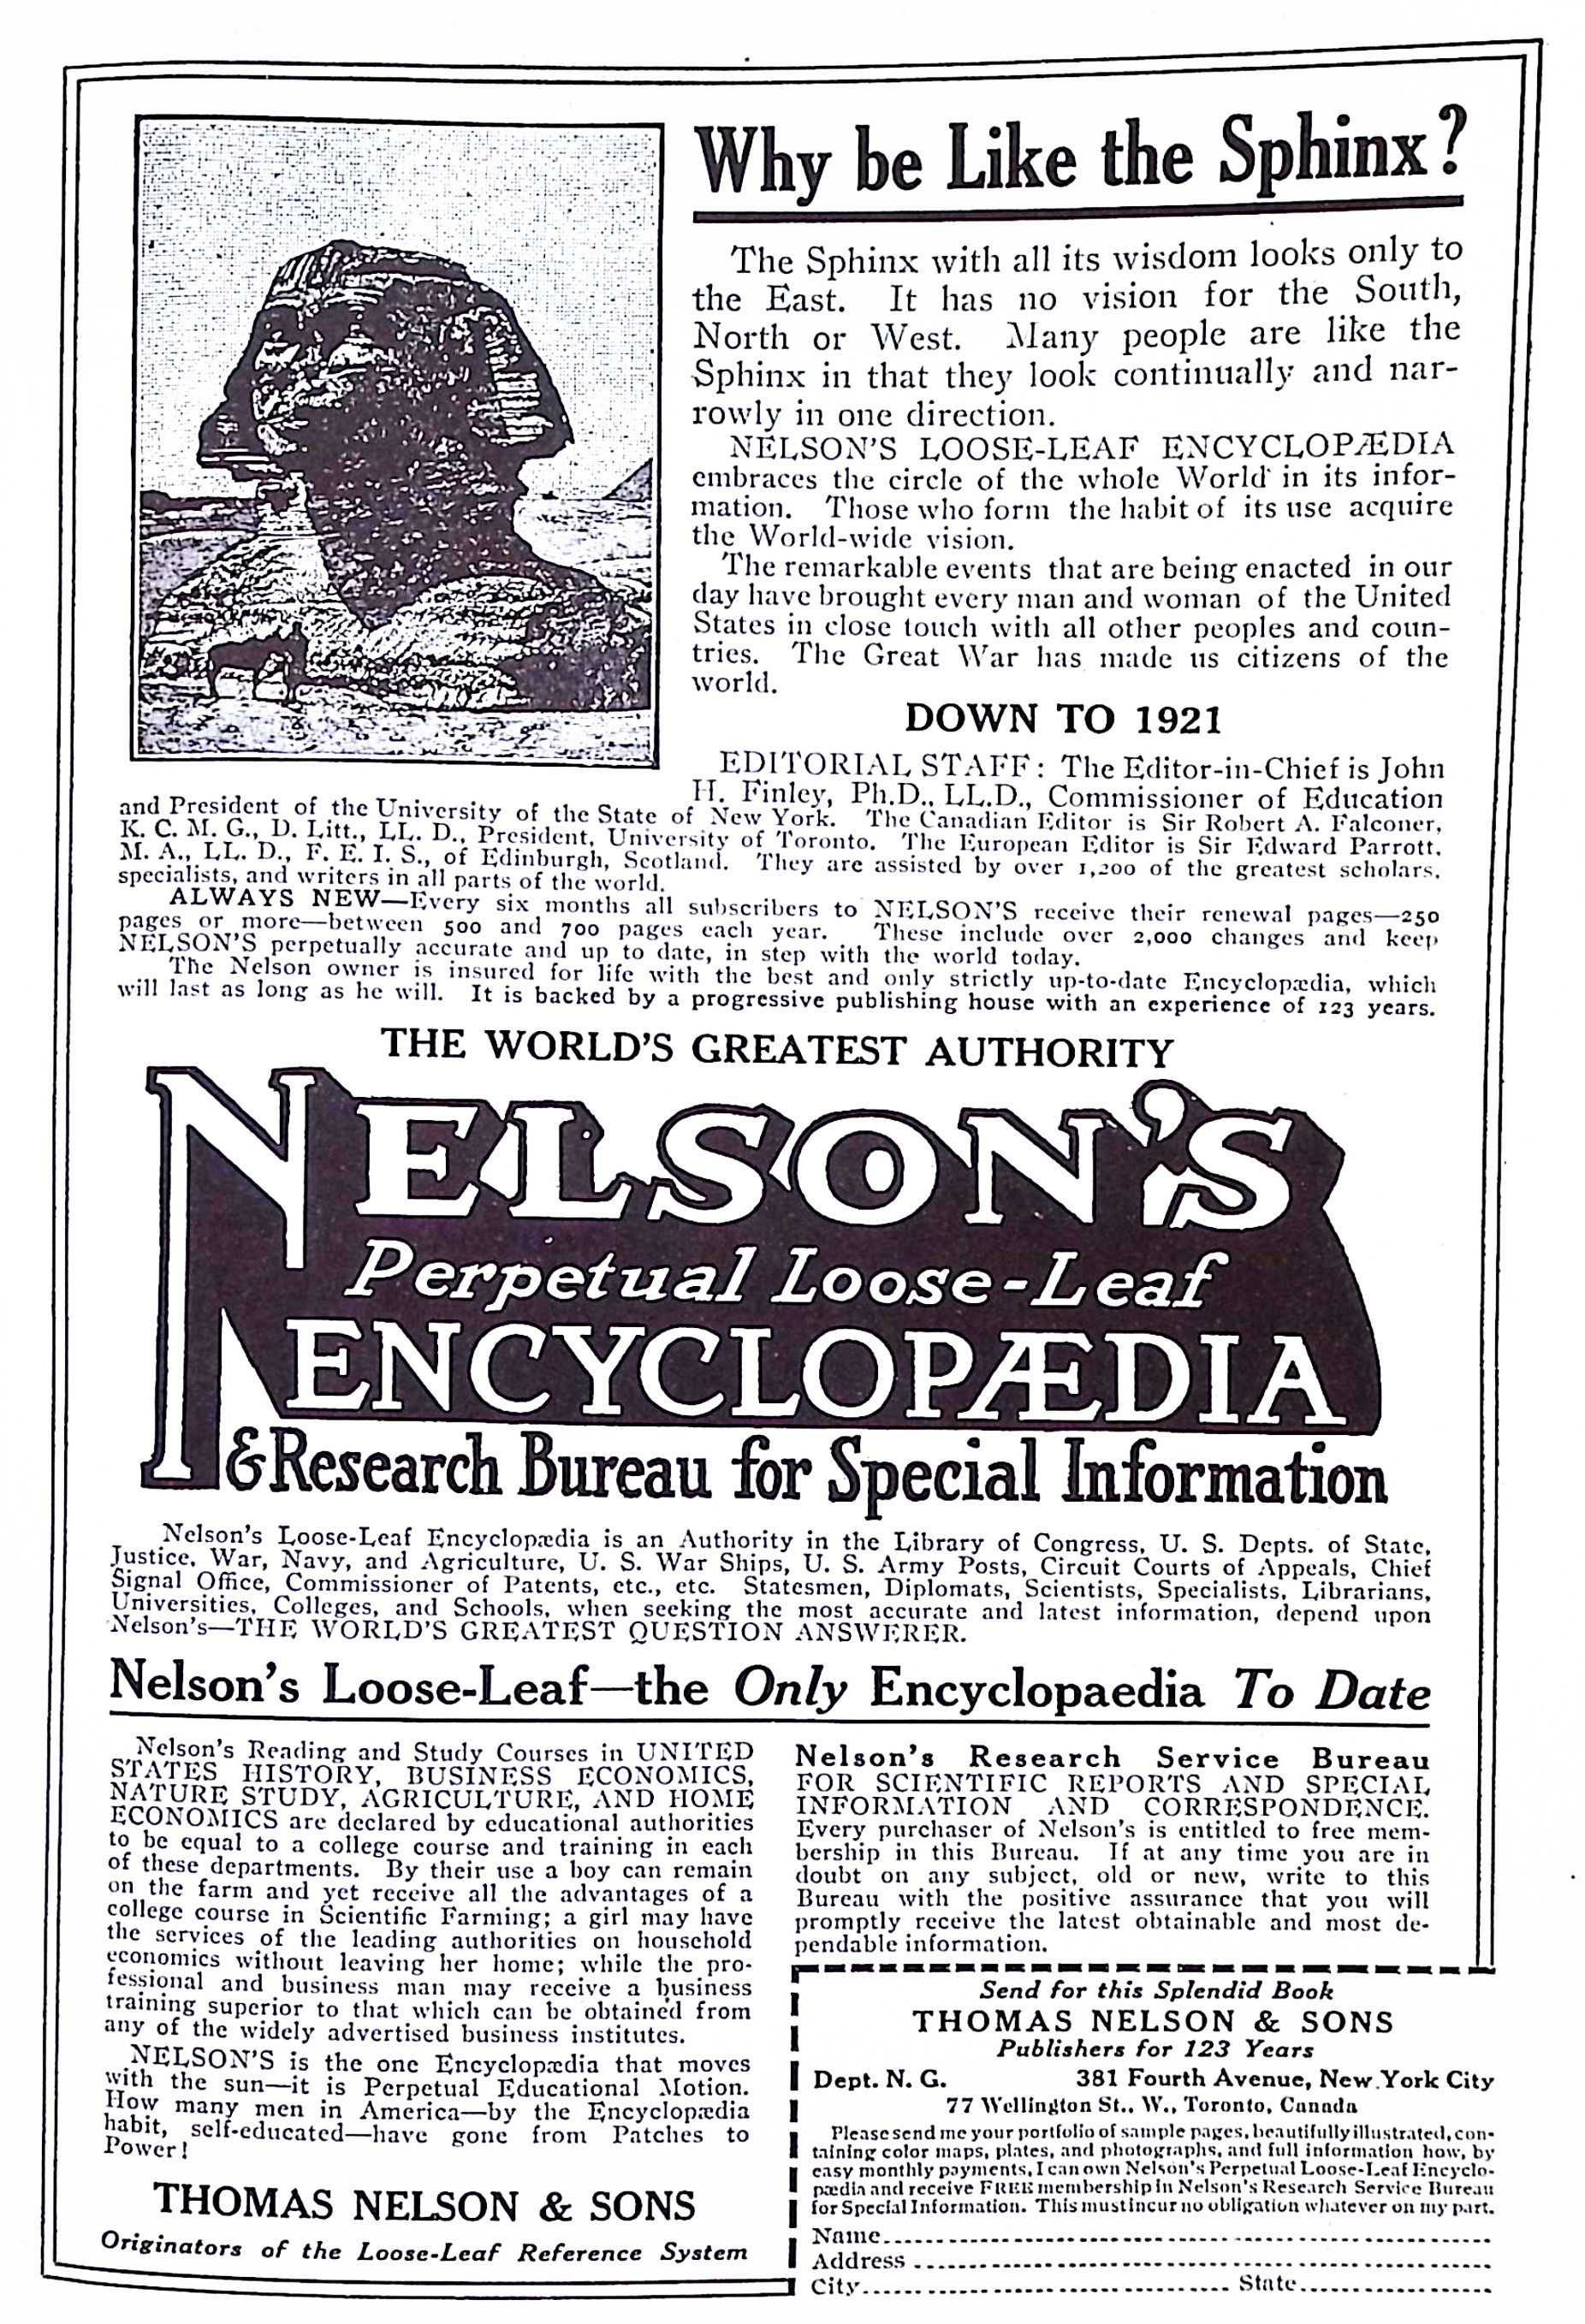 Why be Like the Sphinx?
The Sphinx with all its wisdom looks only to
the East. It has no vision for the South,
North or West. Many people are like the
Sphinx in that they look continually and nar-
rowly in one direction.
NELSON'S LOOSE-LEAF ENCYCLOPÆDIA
embraces the circle of the whole World in its infor-
mation. Those who form the habit of its use acquire
the World-wide vision.
The remarkable events that are being enacted in our
day have brought every man and woman of the United
States in close touch with all other peoples and coun-
tries. The Great War has made us citizens of the
world.
DOWN TO 1921
EDITORIAL STAFF: The Editor-in-Chief is John
H. Finley, Ph.D., LL.D., Commissioner of Education
and President of the University of the State of New York. The Canadian Editor is Sir Robert A. Falconer,
K. C. M. G., D. Litt., LL. D., President, University of Toronto. The European Editor is Sir Edward Parrott,
M. A., LL. D., F. E. I. S., of Edinburgh, Scotland. They are assisted by over 1,200 of the greatest scholars,
specialists, and writers in all parts of the world.
ALWAYS NEW—Every six months all subscribers to NELSON'S receive their renewal pages—250
pages or more—between 500 and 700 pages each year. These include over 2,000 changes and keep
NELSON'S perpetually accurate and up to date, in step with the world today.
The Nelson owner is insured for life with the best and only strictly up-to-date Encyclopædia, which
will last as long as he will. It is backed by a progressive publishing house with an experience of 123 years.
THE WORLD'S GREATEST AUTHORITY
NELSON'S
Perpetual Loose-Leaf
ENCYCLOPÆDIA
& Research Bureau for Special Information
Nelson's Loose-Leaf Encyclopædia is an Authority in the Library of Congress, U. S. Depts. of State,
Justice, War, Navy, and Agriculture, U. S. War Ships, U. S. Army Posts, Circuit Courts of Appeals, Chief
Signal Office, Commissioner of Patents, etc., etc. Statesmen, Diplomats, Scientists, Specialists, Librarians,
Universities, Colleges, and Schools, when seeking the most accurate and latest information, depend upon
Nelson's—THE WORLD'S GREATEST QUESTION ANSWERER.
Nelson's Loose-Leaf—the Only Encyclopaedia To Date
Nelson's Reading and Study Courses in UNITED
STATES HISTORY, BUSINESS ECONOMICS,
NATURE STUDY, AGRICULTURE, AND HOME
ECONOMICS are declared by educational authorities
to be equal to a college course and training in each
of these departments. By their use a boy can remain
on the farm and yet receive all the advantages of a
college course in Scientific Farming; a girl may have
the services of the leading authorities on household
economics without leaving her home; while the pro-
fessional and business man may receive a business
training superior to that which can be obtained from
any of the widely advertised business institutes.
NELSON'S is the one Encyclopædia that moves
with the sun—it is Perpetual Educational Motion.
How many men in America—by the Encyclopædia
habit, self-educated—have gone from Patches to
Power!
THOMAS NELSON & SONS
Originators of the Loose-Leaf Reference System
Nelson's Research Service Bureau
FOR SCIENTIFIC REPORTS AND SPECIAL
INFORMATION AND CORRESPONDENCE.
Every purchaser of Nelson's is entitled to free mem-
bership in this Bureau. If at any time you are in
doubt on any subject, old or new, write to this
Bureau with the positive assurance that you will
promptly receive the latest obtainable and most de-
pendable information.
Send for this Splendid Book
THOMAS NELSON & SONS
Publishers for 123 Years
Dept. N. G. 381 Fourth Avenue, New York City
77 Wellington St., W., Toronto, Canada
Please send me your portfolio of sample pages, beautifully illustrated, con-
taining color maps, plates, and photographs, and full information how, by
easy monthly payments, I can own Nelson's Perpetual Loose-Leaf Encyclo-
pædia and receive FREE membership in Nelson's Research Service Bureau
for Special Information. This must incur no obligation whatever on my part.
Name
Address
City State